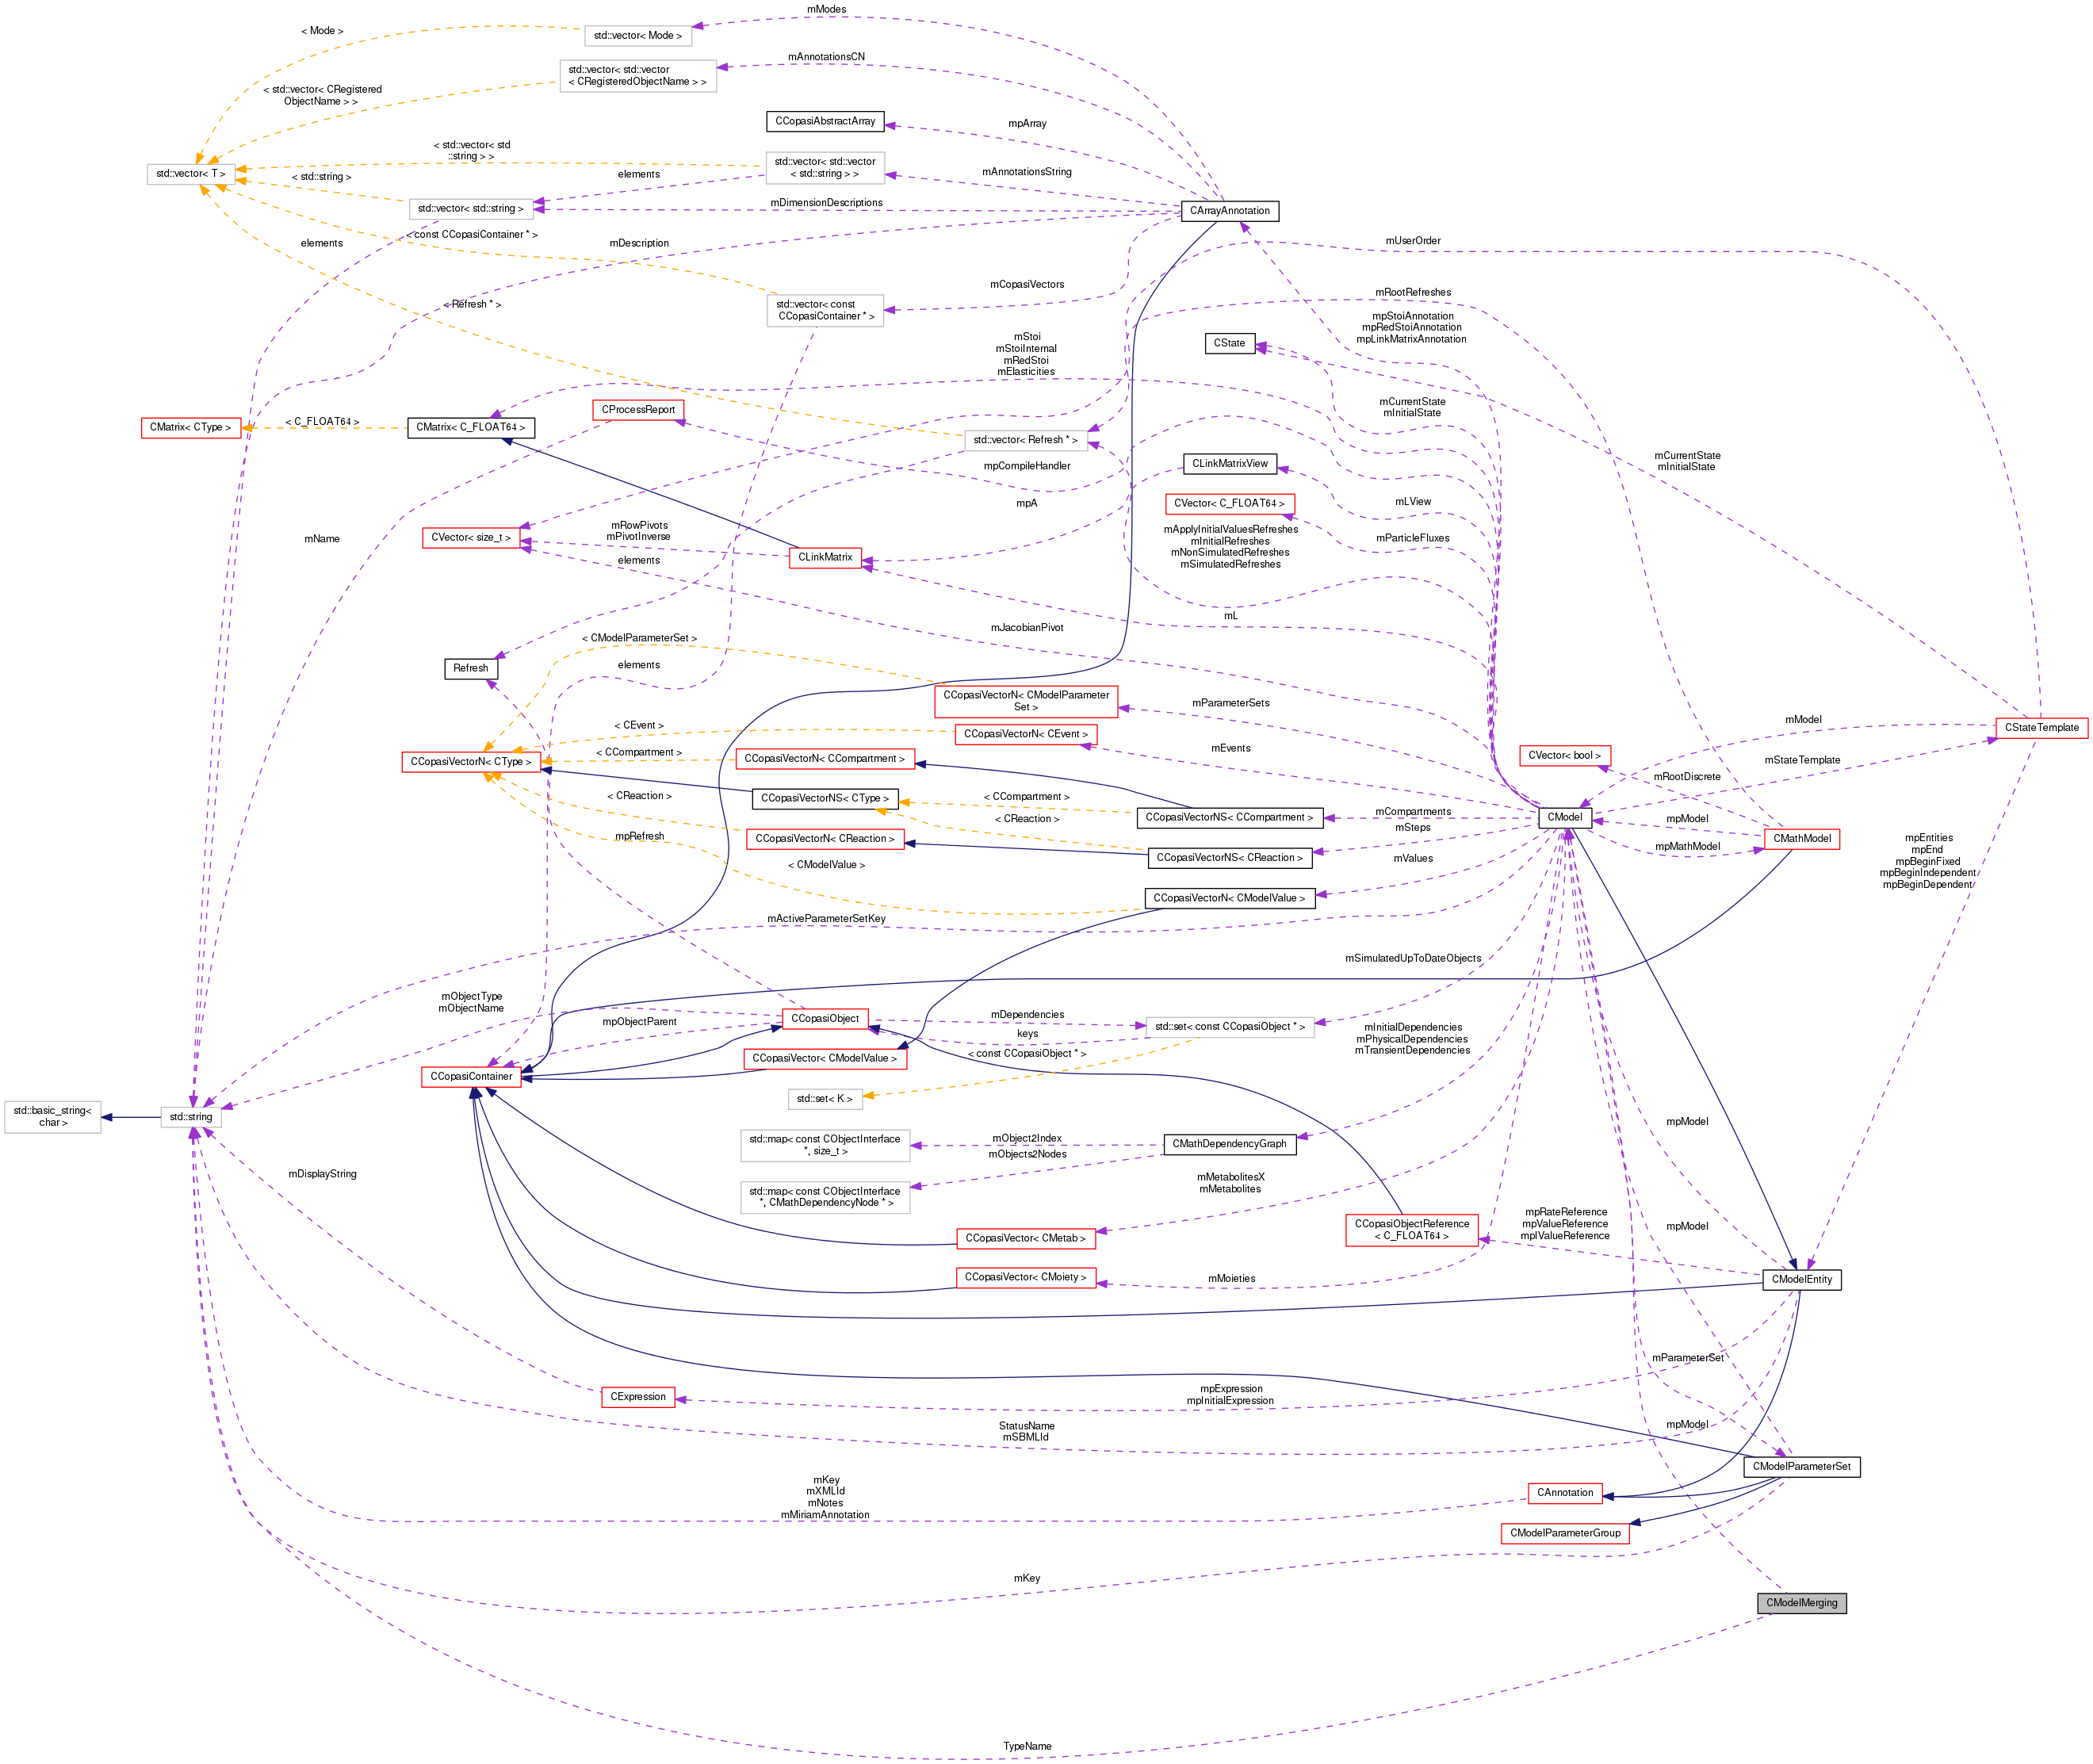 mModes
< Mode >
std::vector< Mode >
mAnnotationsCN
std::vector< std::vector
< CRegisteredObjectName > >
< std::vector< CRegistered
ObjectName > >
CCopasiAbstractArray
mpArray
< std::vector< std
::string > >
std::vector< std::vector
< std::string > >
mAnnotationsString
std::vector< T >
< std::string >
elements
std::vector< std::string >
mDimensionDescriptions
CArrayAnnotation
< const CCopasiContainer * >
mDescription
elements
mUserOrder
mCopasiVectors
std::vector< const
CCopasiContainer * >
< Refresh * >
mRootRefreshes
mpStoiAnnotation
mpRedStoiAnnotation
mpLinkMatrixAnnotation
mStoi
mStoiInternal
mRedStoi
mElasticities
CState
mCurrentState
mInitialState
CProcessReport
CMatrix< CType >
< C_FLOAT64 >
CMatrix< C_FLOAT64 >
std::vector< Refresh * >
mpCompileHandler
CLinkMatrixView
mCurrentState
mInitialState
mpA
CVector< C_FLOAT64 >
mLView
mName
CVector< size_t >
mRowPivots
mPivotInverse
CLinkMatrix
mApplyInitialValuesRefreshes
mInitialRefreshes
mNonSimulatedRefreshes
mSimulatedRefreshes
mParticleFluxes
elements
mL
mJacobianPivot
< CModelParameterSet >
Refresh
elements
CCopasiVectorN< CModelParameter
Set >
mParameterSets
CCopasiVectorN< CEvent >
< CEvent >
mEvents
mModel
CStateTemplate
CCopasiVectorN< CType >
< CCompartment >
CCopasiVectorN< CCompartment >
CVector< bool >
mStateTemplate
mRootDiscrete
CCopasiVectorNS< CType >
< CCompartment >
CCopasiVectorNS< CCompartment >
mCompartments
CModel
mpModel
< CReaction >
< CReaction >
mSteps
mpMathModel
CMathModel
mpRefresh
CCopasiVectorN< CReaction >
CCopasiVectorNS< CReaction >
mpEntities
mpEnd
mpBeginFixed
mpBeginIndependent
mpBeginDependent
< CModelValue >
mValues
CCopasiVectorN< CModelValue >
mActiveParameterSetKey
mSimulatedUpToDateObjects
mObjectType
mObjectName
CCopasiObject
mDependencies
std::set< const CCopasiObject * >
mpObjectParent
keys
mInitialDependencies
mPhysicalDependencies
mTransientDependencies
CCopasiVector< CModelValue >
< const CCopasiObject * >
CCopasiContainer
std::set< K >
std::basic_string<
char >
std::string
std::map< const CObjectInterface
*, size_t >
mObject2Index
CMathDependencyGraph
mObjects2Nodes
mpModel
mDisplayString
std::map< const CObjectInterface
*, CMathDependencyNode * >
mMetabolitesX
mMetabolites
CCopasiVector< CMetab >
CCopasiObjectReference
< C_FLOAT64 >
mpRateReference
mpValueReference
mpIValueReference
mpModel
CCopasiVector< CMoiety >
mMoieties
CModelEntity
mParameterSet
CExpression
mpExpression
mpInitialExpression
StatusName
mSBMLId
mpModel
CModelParameterSet
mKey
mXMLId
mNotes
mMiriamAnnotation
CAnnotation
CModelParameterGroup
mKey
CModelMerging
TypeName